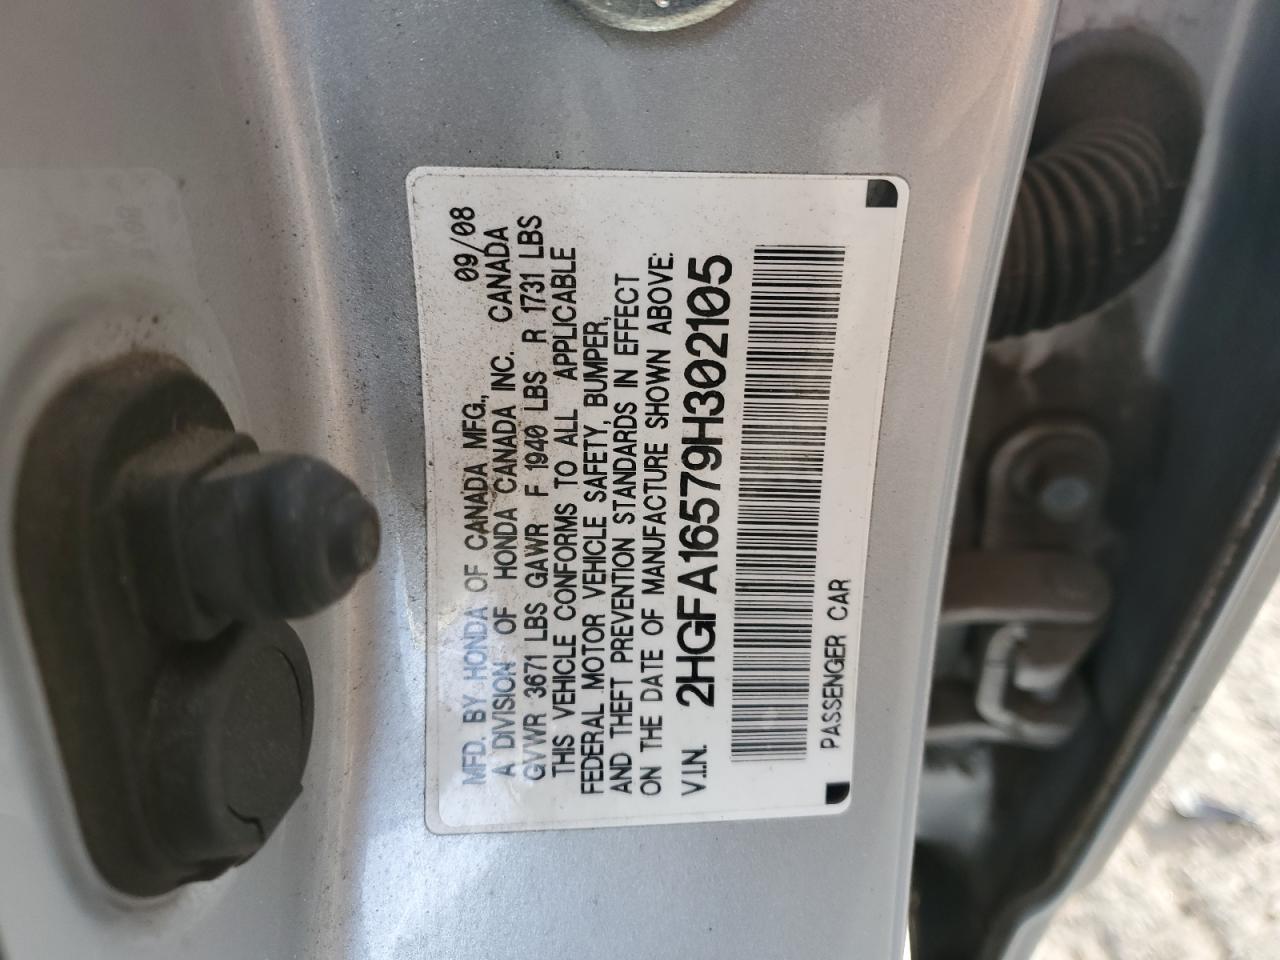 MFD. BY HONDA OF CANADA MFG., 09/08
A DIVISION OF HONDA CANADA INC. CANADA
GVWR 3671 LBS GAWR F 1940 LBS R 1731 LBS
THIS VEHICLE CONFORMS TO ALL APPLICABLE
FEDERAL MOTOR VEHICLE SAFETY, BUMPER,
AND THEFT PREVENTION STANDARDS IN EFFECT
ON THE DATE OF MANUFACTURE SHOWN ABOVE:
V.I.N. 2HGFA16579H302105
PASSENGER CAR